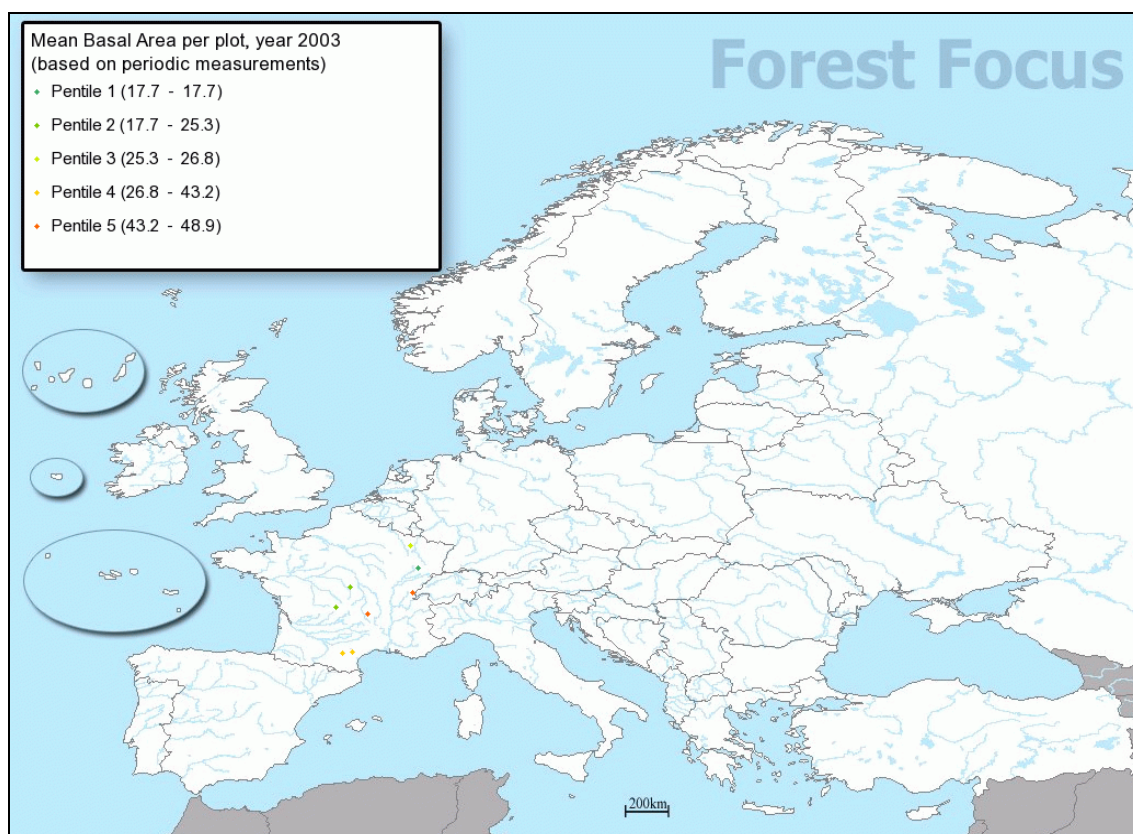 Mean Basal Area per plot, year 2003
(based on periodic measurements)
Pentile 1 (17.7 - 17.7)
Pentile 2 (17.7 - 25.3)
Pentile 3 (25.3 - 26.8)
Pentile 4 (26.8 - 43.2)
Pentile 5 (43.2 - 48.9)
Forest Focus
200km